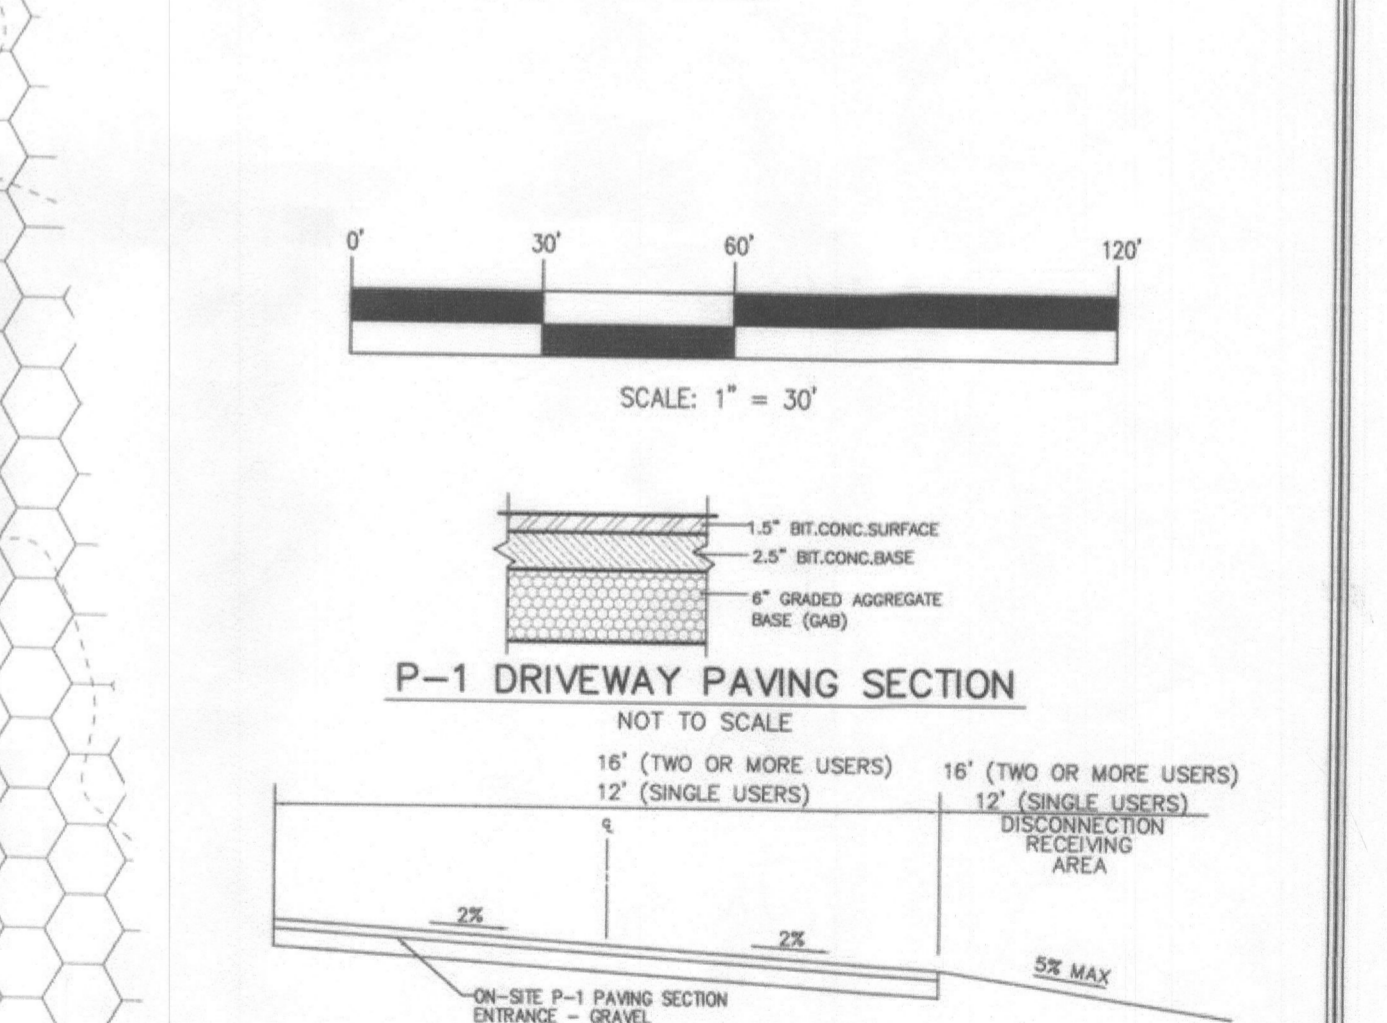 0' 30' 60' 120'
SCALE: 1" = 30'
1.5" BIT.CONC.SURFACE
2.5" BIT.CONC.BASE
6" GRADED AGGREGATE
BASE (GAB)
P-1 DRIVEWAY PAVING SECTION
NOT TO SCALE
16' (TWO OR MORE USERS)
12' (SINGLE USERS)
16' (TWO OR MORE USERS)
12' (SINGLE USERS)
DISCONNECTION
RECEIVING
AREA
℄
2%
2%
5% MAX
ON-SITE P-1 PAVING SECTION
ENTRANCE - GRAVEL